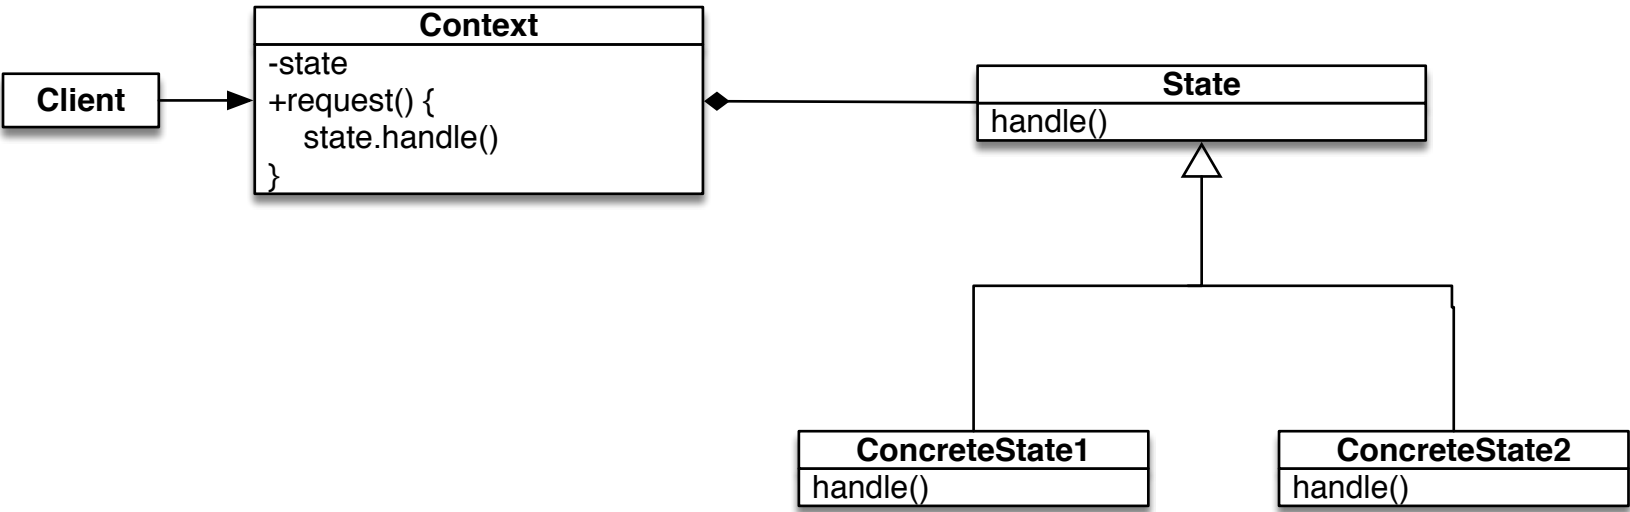 Client
Context
-state
+request() {
state.handle()
}
State
handle()
ConcreteState1
handle()
ConcreteState2
handle()